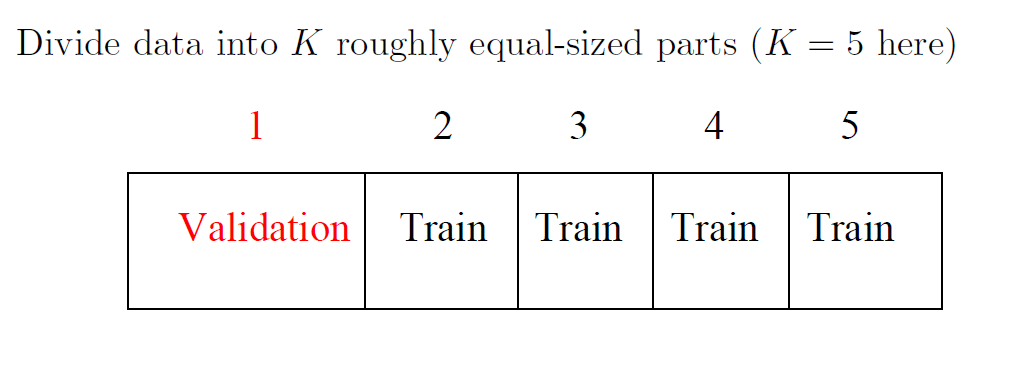 Divide data into K roughly equal-sized parts (K = 5 here)
1 2 3 4 5
Validation Train Train Train Train